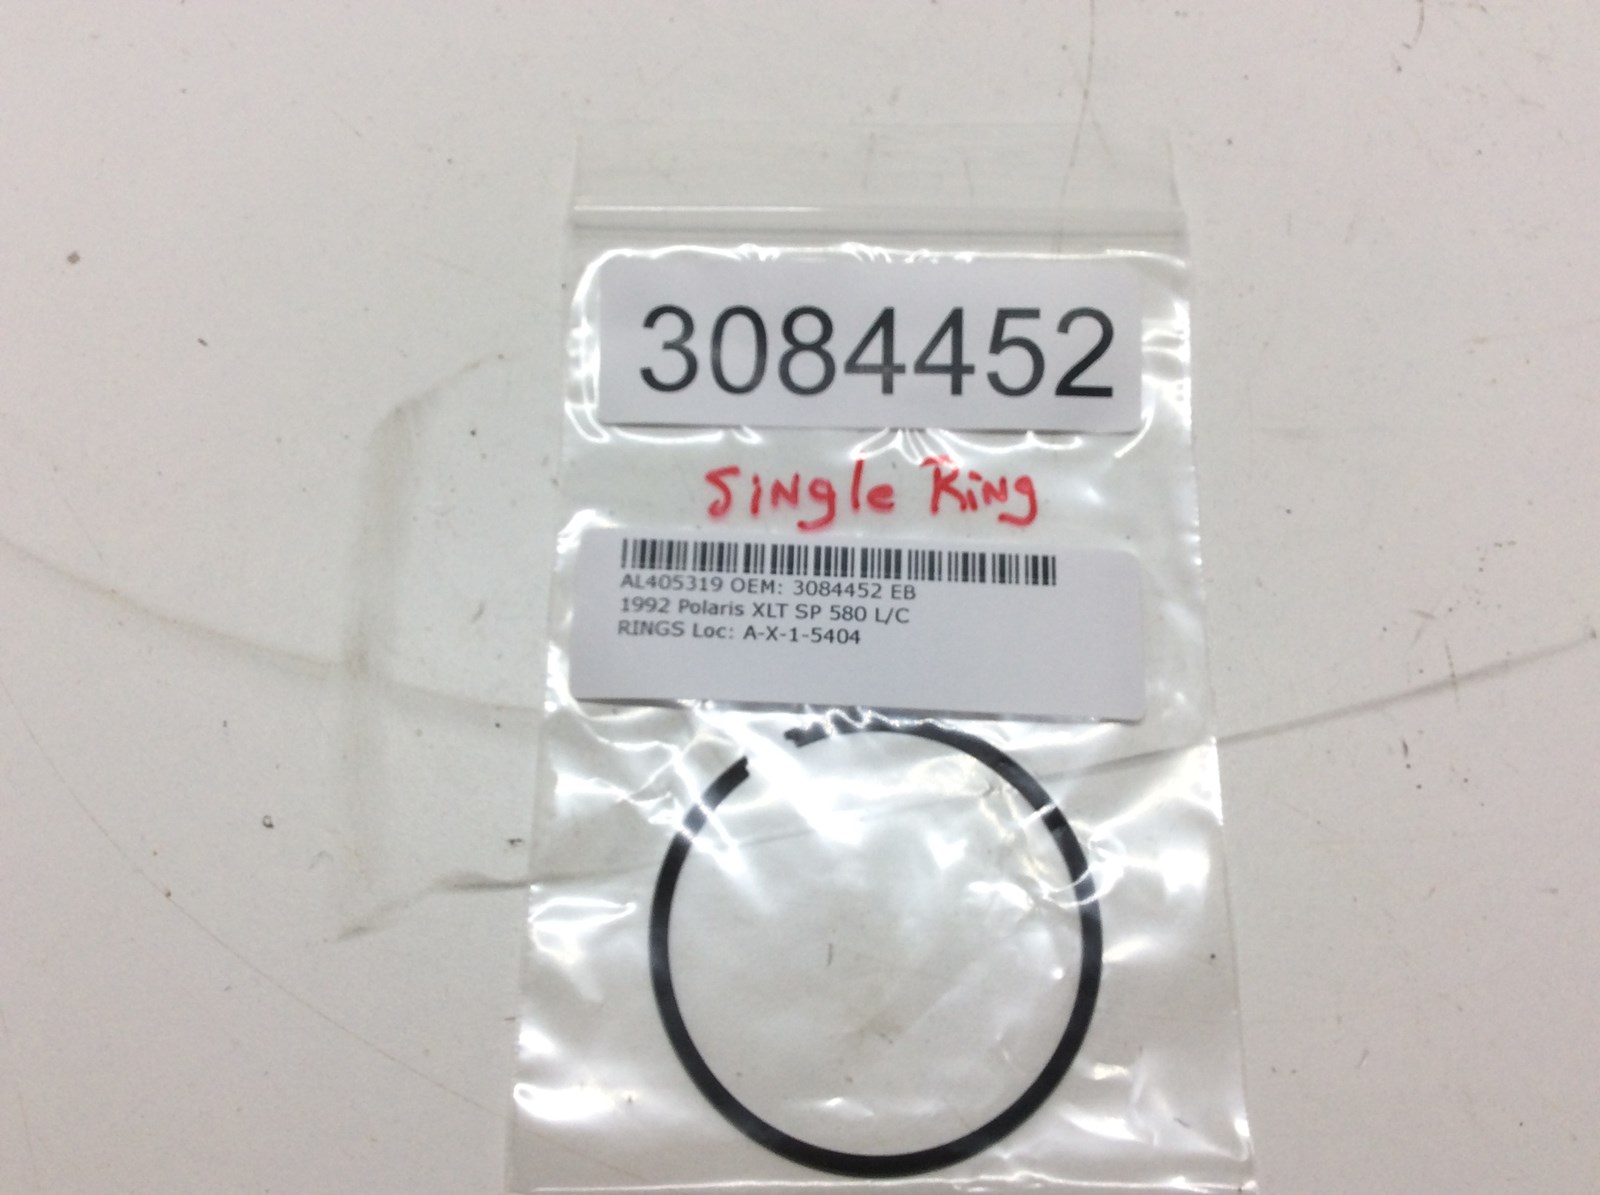 3084452
Single Ring
AL405319 OEM: 3084452 EB
1992 Polaris XLT SP 580 L/C
RINGS Loc: A-X-1-5404